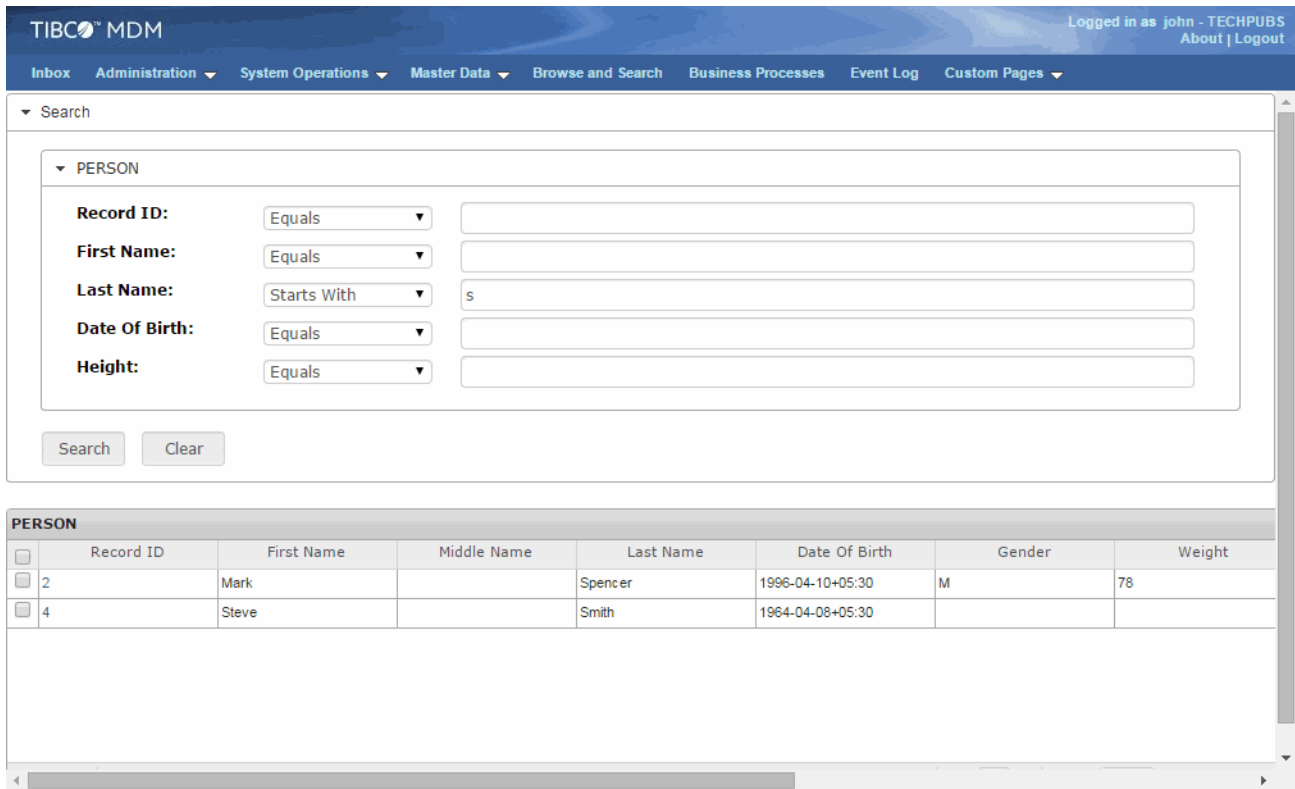 TIBCO™ MDM
Logged in as john - TECHPUBS
About | Logout
Inbox Administration System Operations Master Data Browse and Search Business Processes Event Log Custom Pages
Search
PERSON
Record ID: Equals
First Name: Equals
Last Name: Starts With s
Date Of Birth: Equals
Height: Equals
Search Clear
PERSON
Record ID First Name Middle Name Last Name Date Of Birth Gender Weight
2 Mark Spencer 1996-04-10+05:30 M 78
4 Steve Smith 1964-04-08+05:30